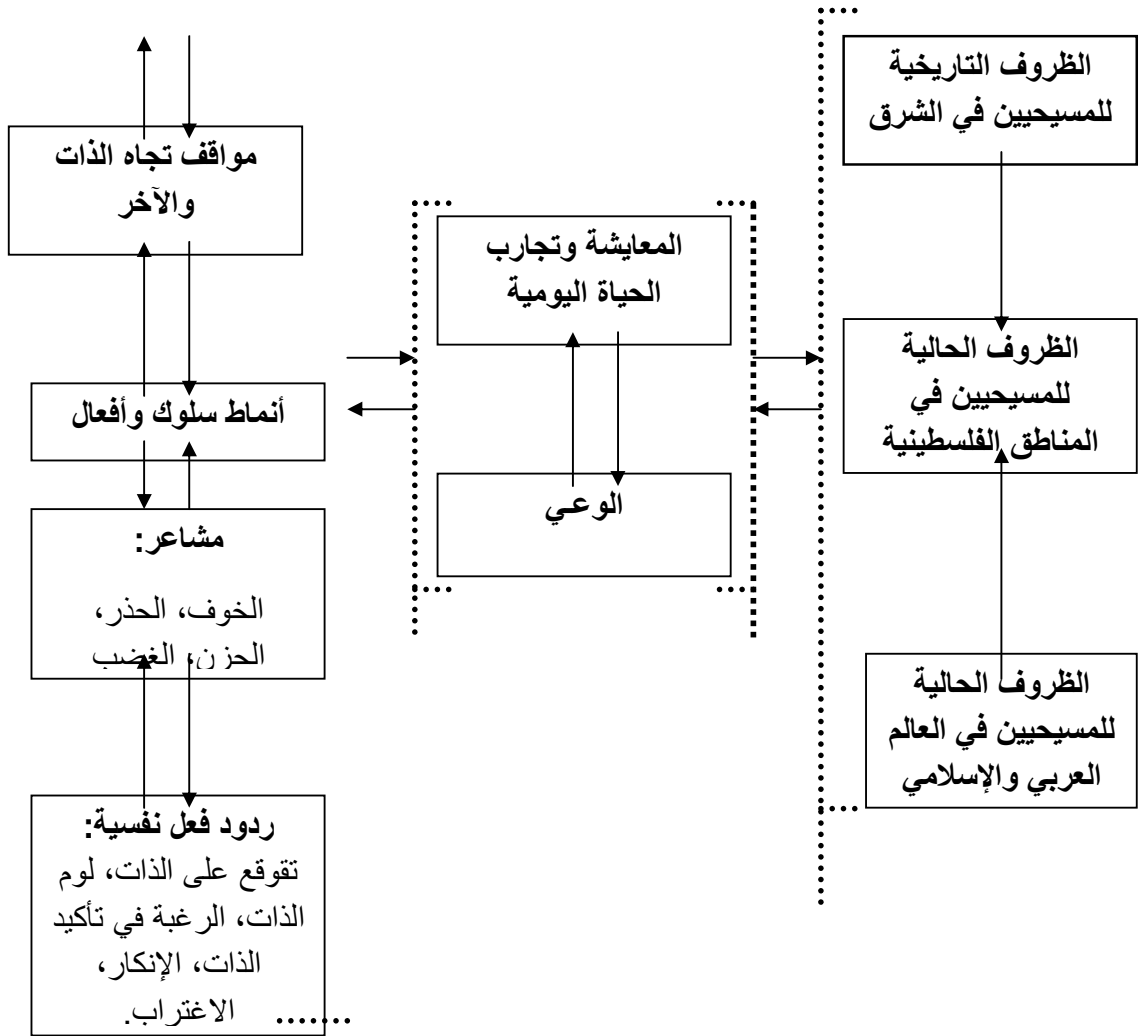 الظروف التاريخية
للمسيحيين في الشرق
الظروف الحالية
للمسيحيين في
المناطق الفلسطينية
الظروف الحالية
للمسيحيين في العالم
العربي والإسلامي
المعايشة وتجارب
الحياة اليومية
الوعي
مواقف تجاه الذات
والآخر
أنماط سلوك وأفعال
مشاعر:
الخوف، الحذر،
الحزن، الغضب
ردود فعل نفسية:
تقوقع على الذات، لوم
الذات، الرغبة في تأكيد
الذات، الإنكار،
الاغتراب.